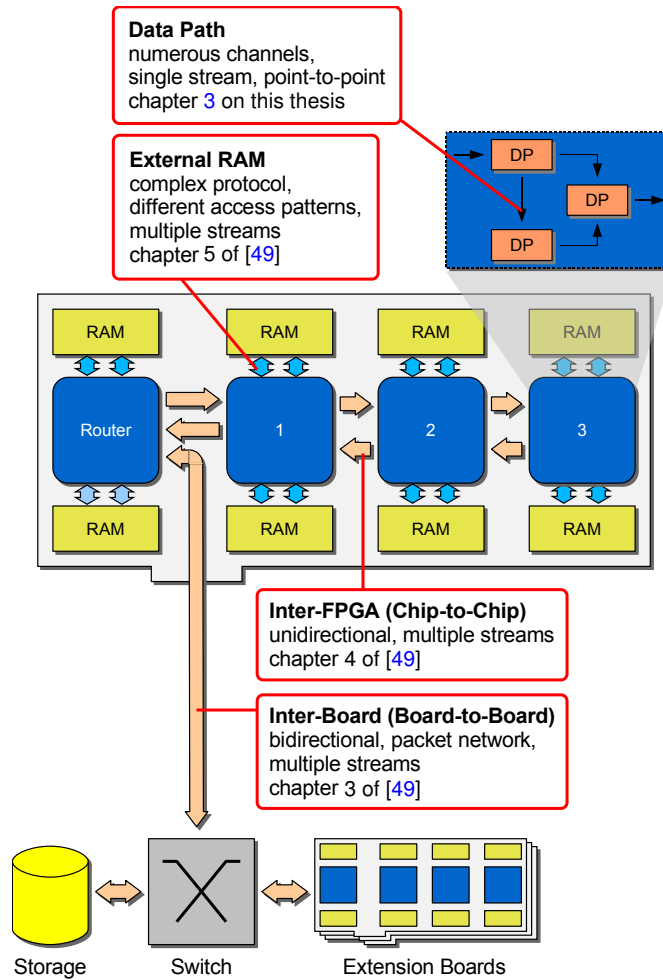 Data Path
numerous channels,
single stream, point-to-point
chapter 3 on this thesis
External RAM
complex protocol,
different access patterns,
multiple streams
chapter 5 of [49]
DP
DP
DP
RAM
RAM
RAM
RAM
Router
1
2
3
RAM
RAM
RAM
RAM
Inter-FPGA (Chip-to-Chip)
unidirectional, multiple streams
chapter 4 of [49]
Inter-Board (Board-to-Board)
bidirectional, packet network,
multiple streams
chapter 3 of [49]
Storage
Switch
Extension Boards